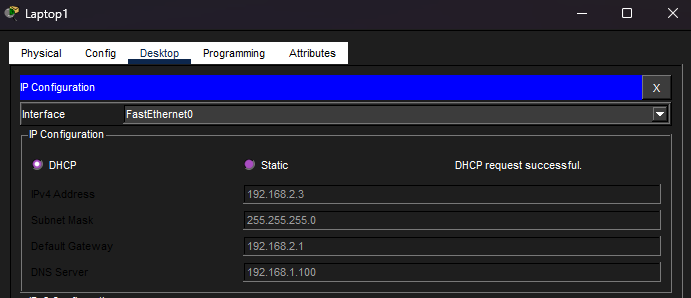 Laptop1
Physical Config Desktop Programming Attributes
IP Configuration X
Interface FastEthernet0
IP Configuration
DHCP Static DHCP request successful.
IPv4 Address 192.168.2.3
Subnet Mask 255.255.255.0
Default Gateway 192.168.2.1
DNS Server 192.168.1.100